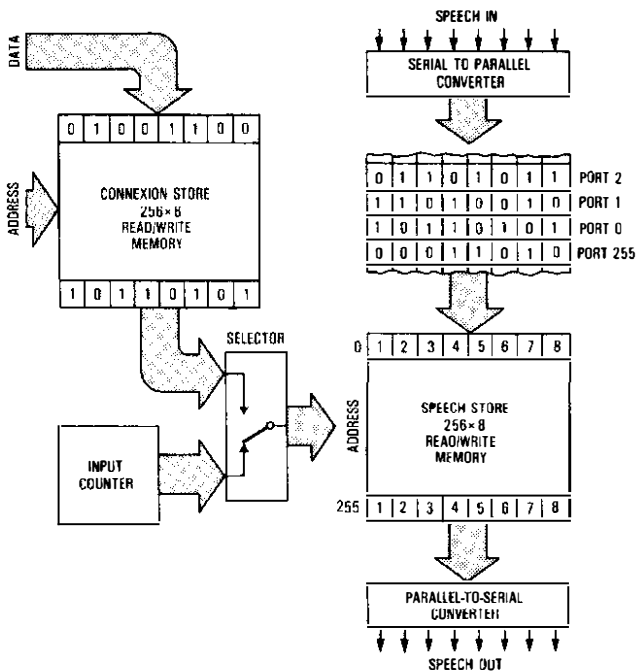 DATA
0 1 0 0 1 1 0 0
CONNEXION STORE
256×8
READ/WRITE
MEMORY
ADDRESS
1 0 1 1 0 1 0 1
SELECTOR
INPUT
COUNTER
SPEECH IN
SERIAL TO PARALLEL
CONVERTER
0 1 1 0 1 0 1 1 PORT 2
1 1 0 1 0 0 1 0 PORT 1
1 0 1 1 0 1 0 1 PORT 0
0 0 0 1 1 0 1 0 PORT 255
0 1 2 3 4 5 6 7 8
ADDRESS
SPEECH STORE
256×8
READ/WRITE
MEMORY
255 1 2 3 4 5 6 7 8
PARALLEL-TO-SERIAL
CONVERTER
SPEECH OUT